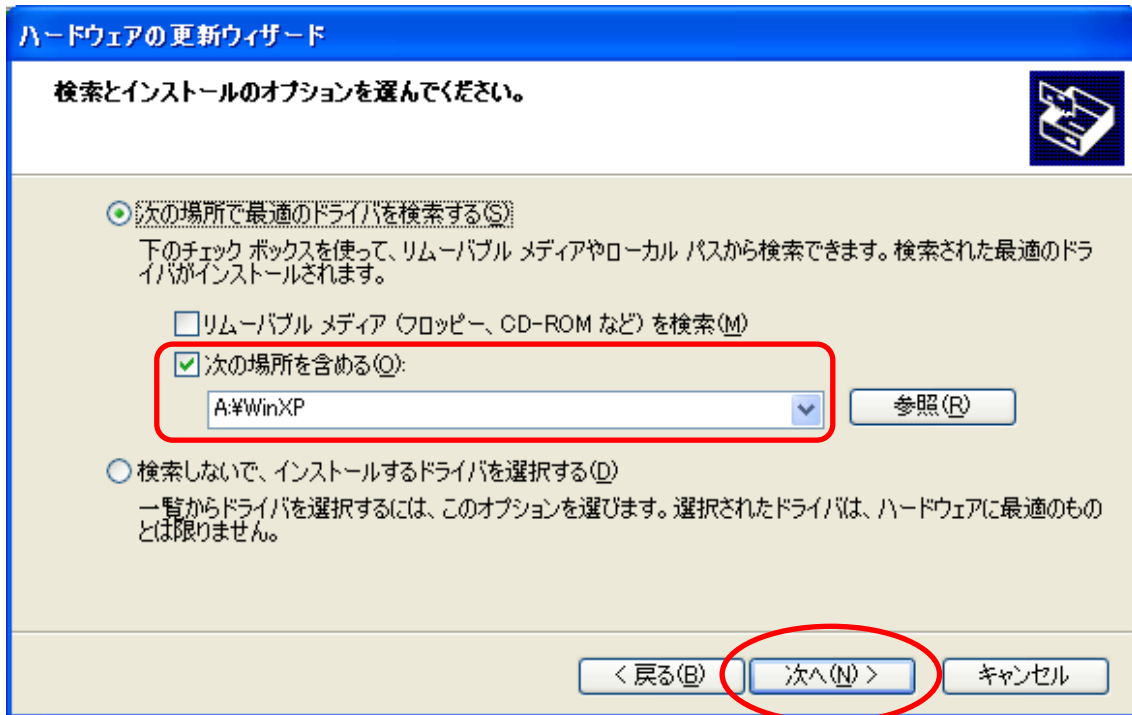 ハードウェアの更新ウィザード
検索とインストールのオプションを選んでください。
次の場所で最適のドライバを検索する(S)
下のチェック ボックスを使って、リムーバブル メディアやローカル パスから検索できます。検索された最適のドラ
イバがインストールされます。
リムーバブル メディア (フロッピー、CD-ROM など) を検索(M)
次の場所を含める(O):
A:¥WinXP
参照(R)
検索しないで、インストールするドライバを選択する(D)
一覧からドライバを選択するには、このオプションを選びます。選択されたドライバは、ハードウェアに最適のもの
とは限りません。
< 戻る(B) 次へ(N) > キャンセル